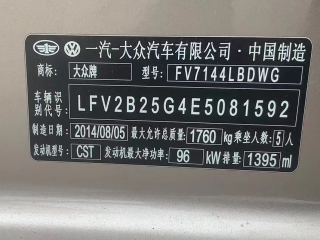 一汽-大众汽车有限公司·中国制造
商标: 大众牌 型号: FV7144LBDWG
车辆识别代号: LFV2B25G4E5081592
制造日期 2014/08/05 最大允许总质量 1760 kg 乘坐人数 5 人
发动机型号 CST 发动机最大净功率 96 kW 排量 1395 ml